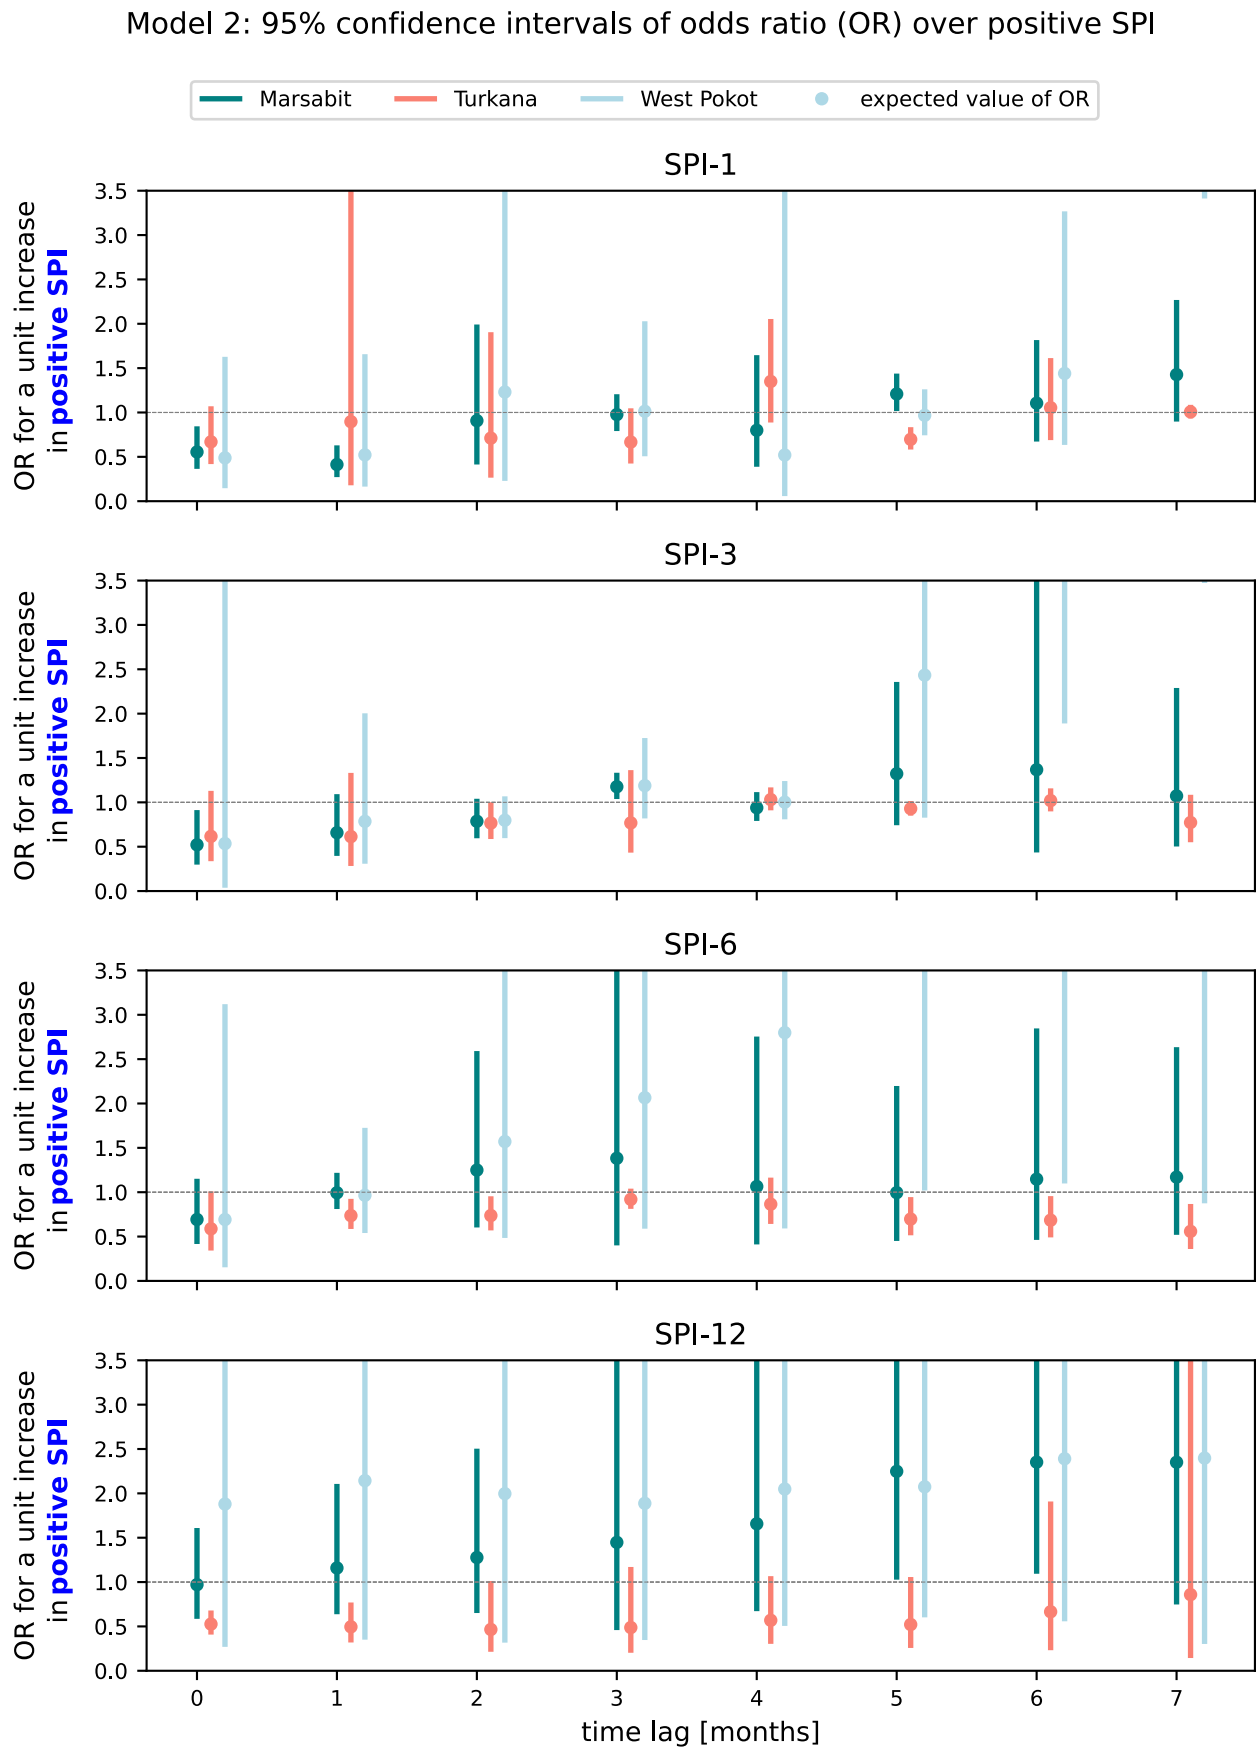 Model 2: 95% confidence intervals of odds ratio (OR) over positive SPI
Marsabit Turkana West Pokot expected value of OR
SPI-1
OR for a unit increase
in positive SPI
3.5
3.0
2.5
2.0
1.5
1.0
0.5
0.0
SPI-3
OR for a unit increase
in positive SPI
3.5
3.0
2.5
2.0
1.5
1.0
0.5
0.0
SPI-6
OR for a unit increase
in positive SPI
3.5
3.0
2.5
2.0
1.5
1.0
0.5
0.0
SPI-12
OR for a unit increase
in positive SPI
3.5
3.0
2.5
2.0
1.5
1.0
0.5
0.0
0 1 2 3 4 5 6 7
time lag [months]